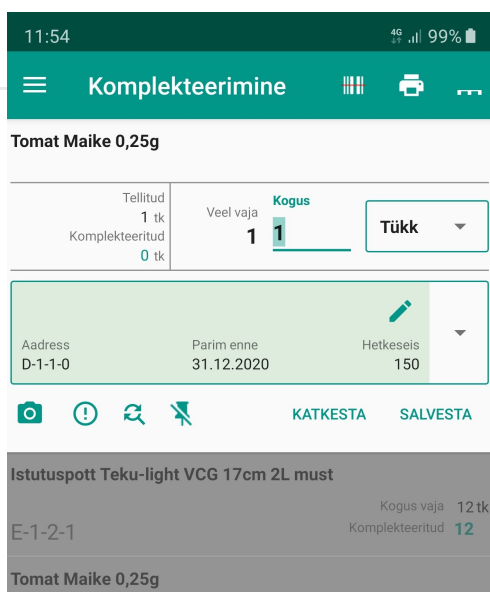 11:54 4G 99%
Komplekteerimine
Tomat Maike 0,25g
Tellitud
1 tk
Komplekteeritud
0 tk
Veel vaja
1
Kogus
1
Tükk
Aadress
D-1-1-0
Parim enne
31.12.2020
Hetkeseis
150
KATKESTA SALVESTA
Istutuspott Teku-light VCG 17cm 2L must
Kogus vaja 12 tk
E-1-2-1
Komplekteeritud 12
Tomat Maike 0,25g